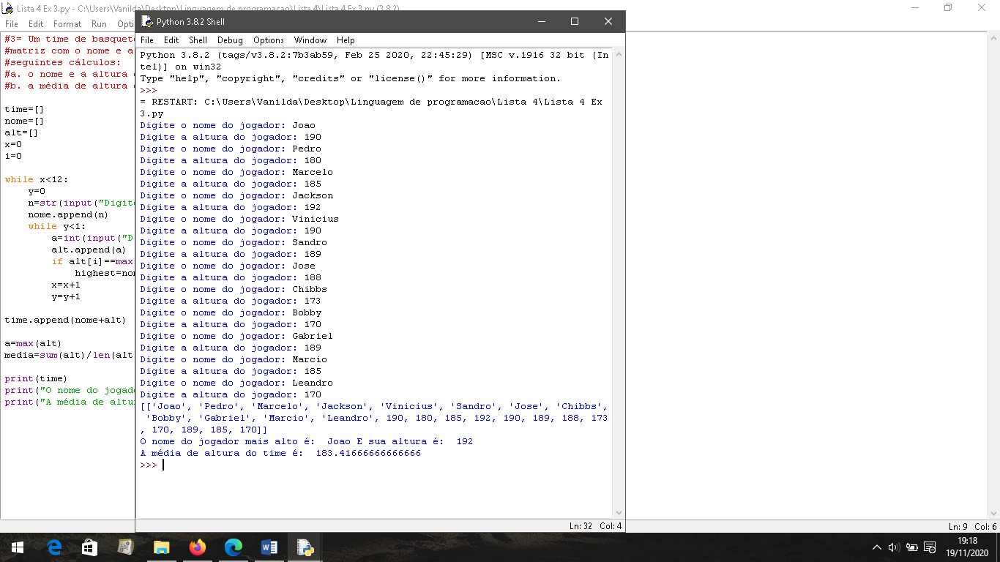 Lista 4 Ex 3.py - C:\Users\Vanilda\Desktop\Linguagem de programacao\Lista 4\Lista 4 Ex 3.py (3.8.2)
File Edit Format Run Opti
#3= Um time de basquet
#matriz com o nome e a
#seguintes cálculos:
#a. o nome e a altura
#b. a média de altura
time=[]
nome=[]
alt=[]
x=0
i=0
while x<12:
y=0
n=str(input("Digit
nome.append(n)
while y<1:
a=int(input("D
alt.append(a)
if alt[i]==max
highest=no
x=x+1
y=y+1
time.append(nome+alt)
a=max(alt)
media=sum(alt)/len(alt
print(time)
print("O nome do jogad
print("A média de altu
Python 3.8.2 Shell
File Edit Shell Debug Options Window Help
Python 3.8.2 (tags/v3.8.2:7b3ab59, Feb 25 2020, 22:45:29) [MSC v.1916 32 bit (In
tel)] on win32
Type "help", "copyright", "credits" or "license()" for more information.
>>>
= RESTART: C:\Users\Vanilda\Desktop\Linguagem de programacao\Lista 4\Lista 4 Ex
3.py
Digite o nome do jogador: Joao
Digite a altura do jogador: 190
Digite o nome do jogador: Pedro
Digite a altura do jogador: 180
Digite o nome do jogador: Marcelo
Digite a altura do jogador: 185
Digite o nome do jogador: Jackson
Digite a altura do jogador: 192
Digite o nome do jogador: Vinicius
Digite a altura do jogador: 190
Digite o nome do jogador: Sandro
Digite a altura do jogador: 189
Digite o nome do jogador: Jose
Digite a altura do jogador: 188
Digite o nome do jogador: Chibbs
Digite a altura do jogador: 173
Digite o nome do jogador: Bobby
Digite a altura do jogador: 170
Digite o nome do jogador: Gabriel
Digite a altura do jogador: 189
Digite o nome do jogador: Marcio
Digite a altura do jogador: 185
Digite o nome do jogador: Leandro
Digite a altura do jogador: 170
[['Joao', 'Pedro', 'Marcelo', 'Jackson', 'Vinicius', 'Sandro', 'Jose', 'Chibbs',
'Bobby', 'Gabriel', 'Marcio', 'Leandro', 190, 180, 185, 192, 190, 189, 188, 173
, 170, 189, 185, 170]]
O nome do jogador mais alto é:  Joao E sua altura é:  192
A média de altura do time é:  183.41666666666666
>>>
Ln: 32 Col: 4
Ln: 9 Col: 6
19:18
19/11/2020